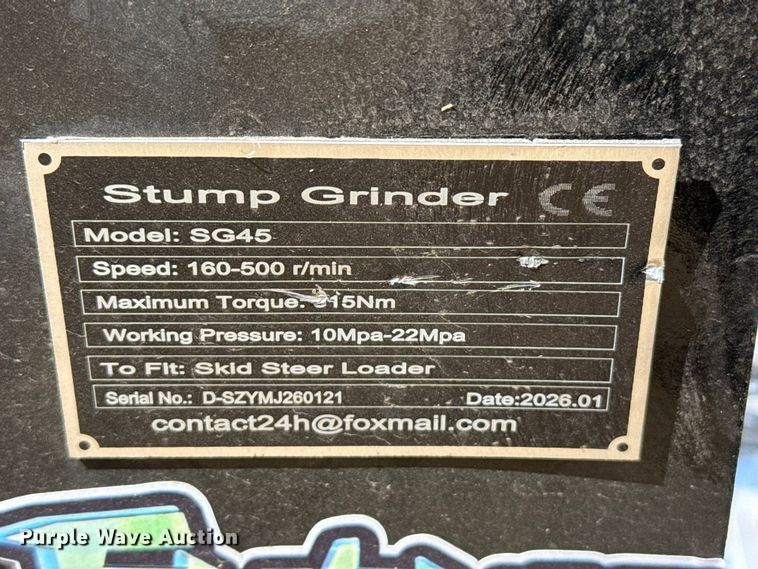 Stump Grinder CE
Model: SG45
Speed: 160-500 r/min
Maximum Torque:
Working Pressure: 10Mpa-22Mpa
To Fit: Skid Steer Loader
Serial No.: D-SZYMJ260121 Date:2026.01
contact24h@foxmail.com
Purple Wave Auction